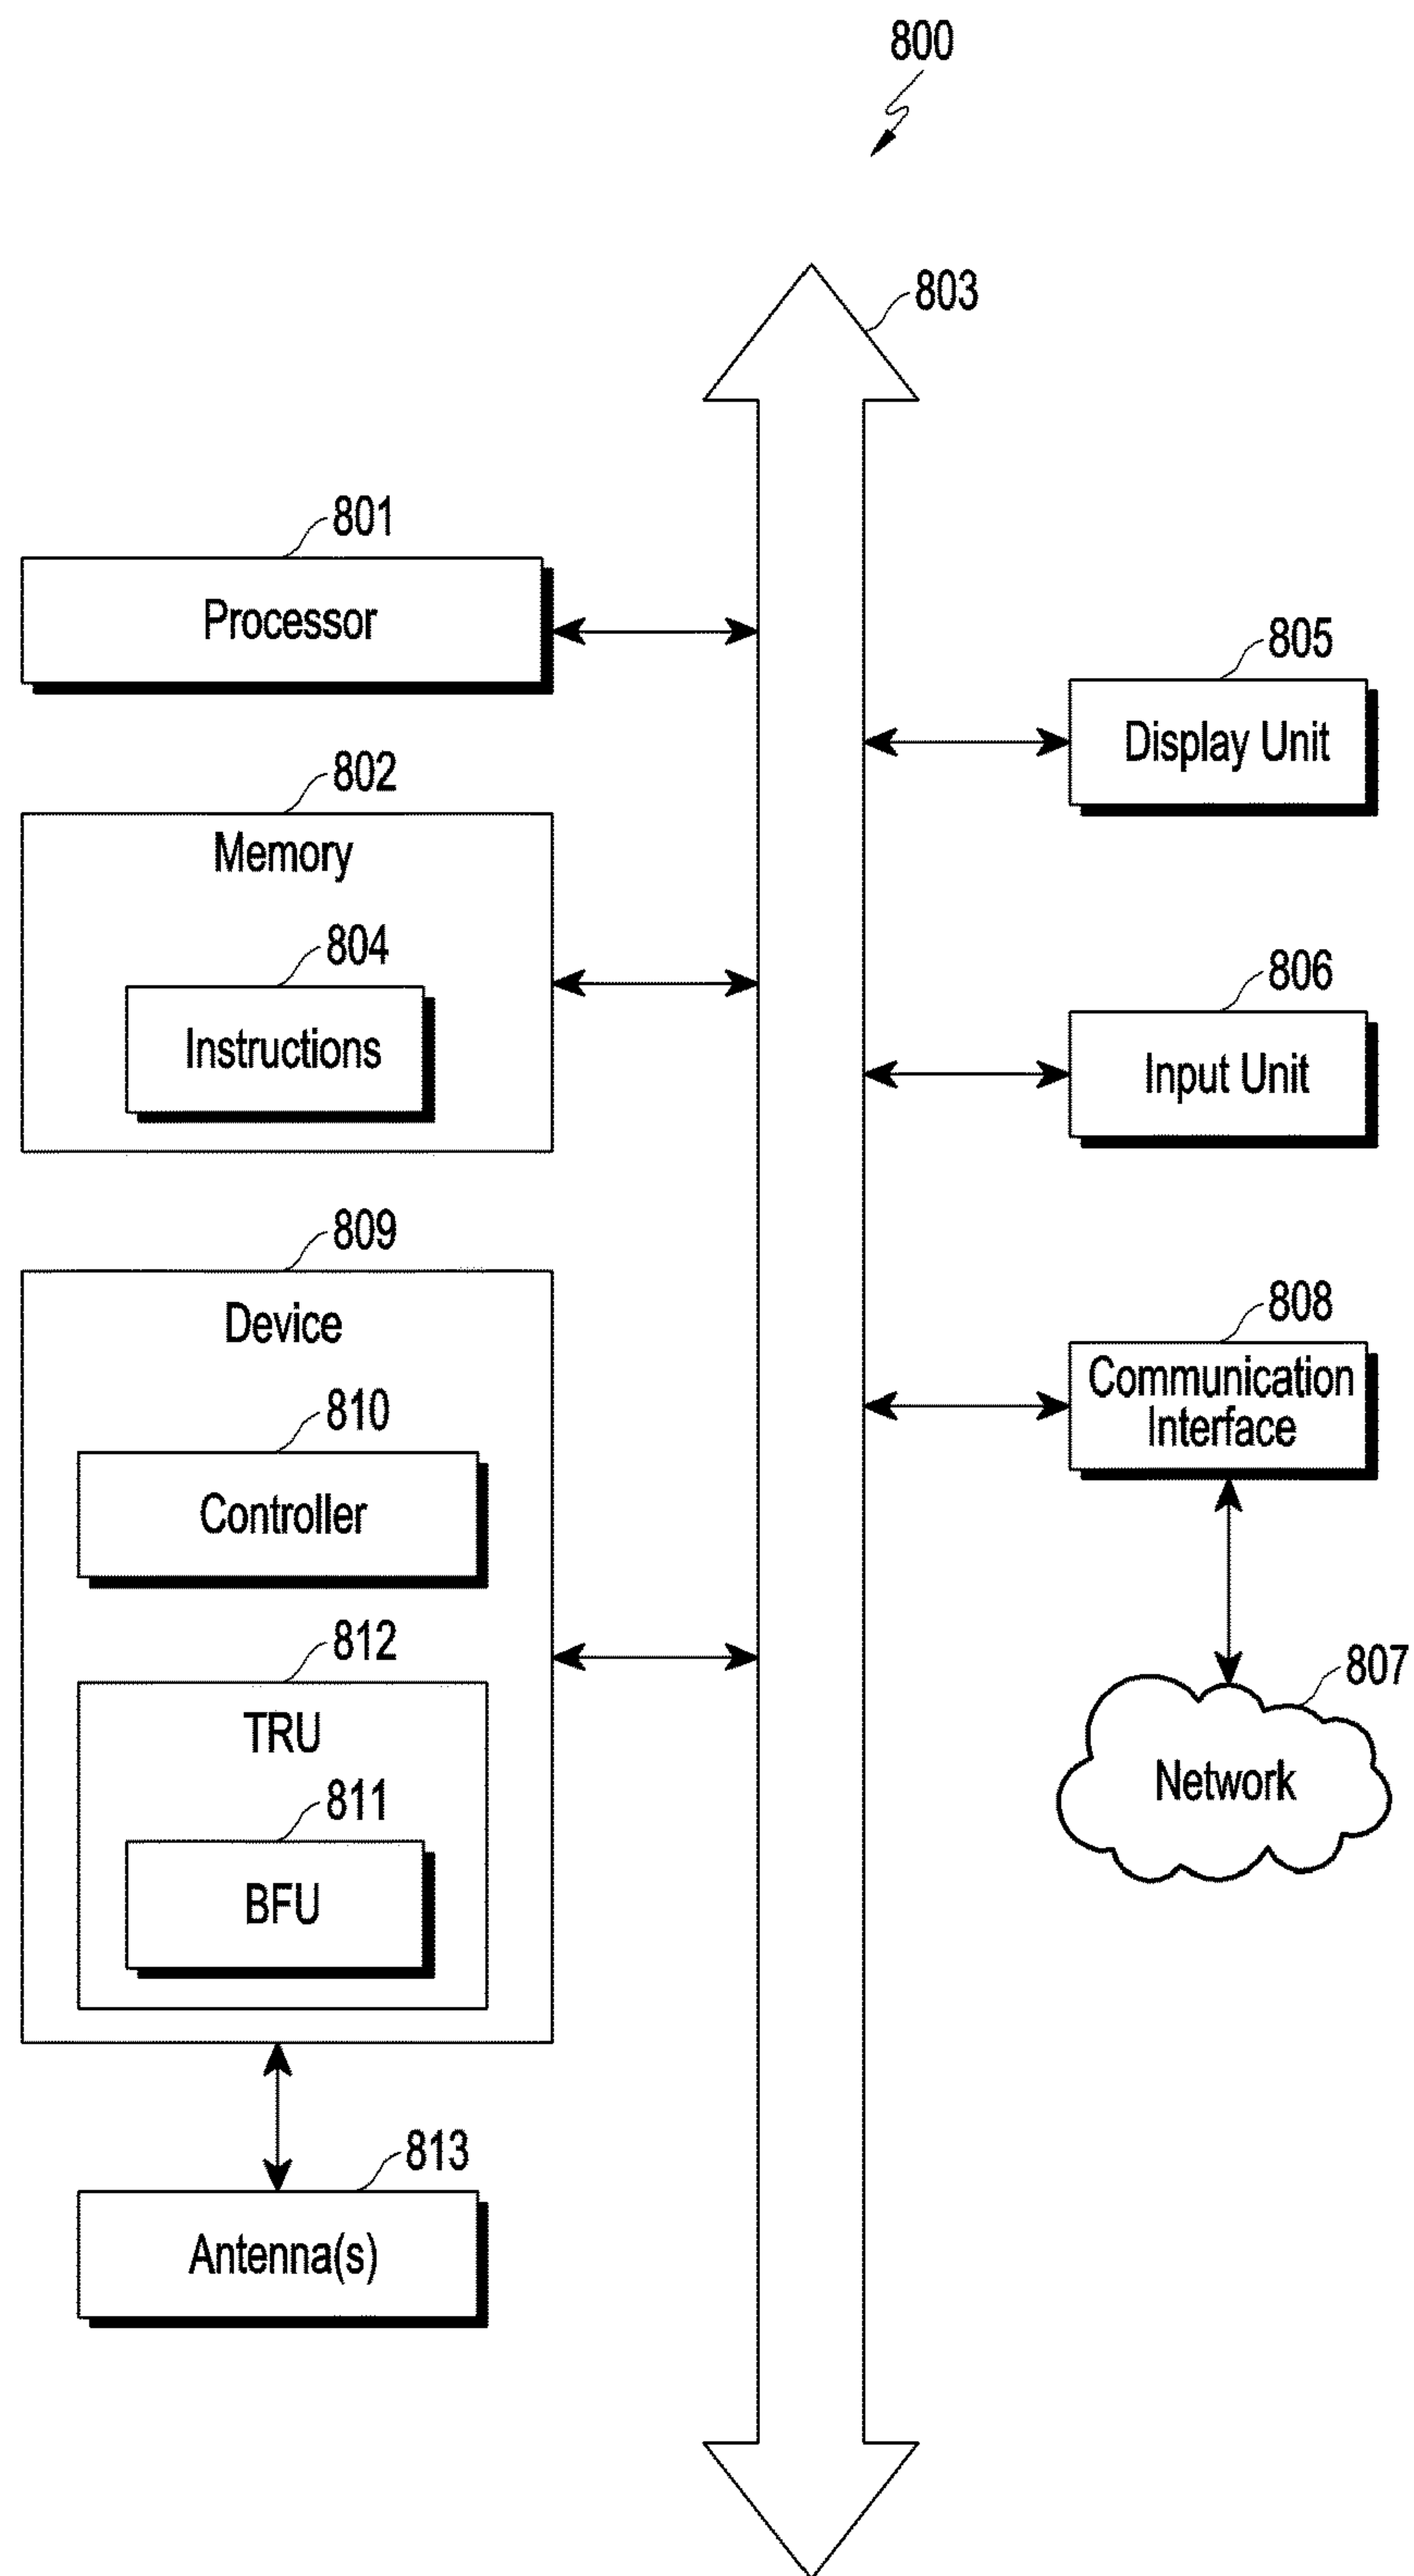 800
803
801
Processor
805
Display Unit
802
Memory
804
Instructions
806
Input Unit
809
Device
808
Communication
Interface
810
Controller
812
TRU
807
Network
811
BFU
813
Antenna(s)